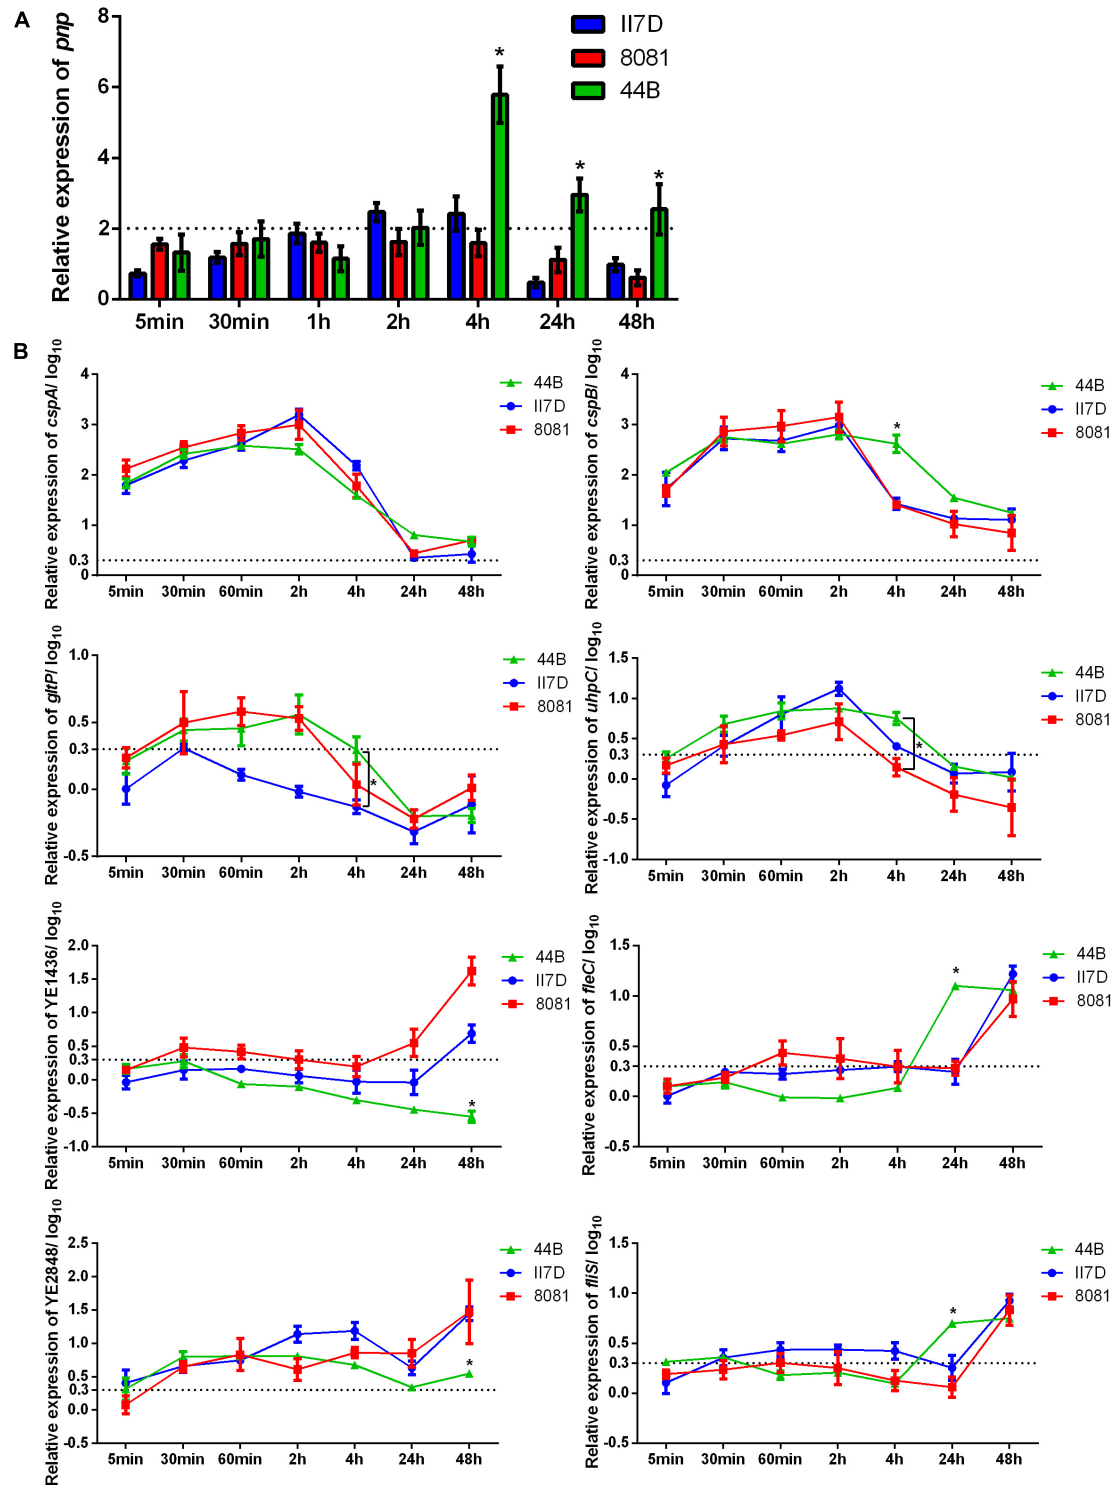 A
Relative expression of pnp
8
6
4
2
0
II7D
8081
44B
*
*
*
5min 30min 1h 2h 4h 24h 48h
B
Relative expression of cspA/ log10
4
3
2
1
0.3
0
44B
II7D
8081
5min 30min 60min 2h 4h 24h 48h
Relative expression of cspB/ log10
4
3
2
1
0.3
0
*
44B
II7D
8081
5min 30min 60min 2h 4h 24h 48h
Relative expression of gltP/ log10
1.0
0.5
0.3
0.0
-0.5
*
44B
II7D
8081
5min 30min 60min 2h 4h 24h 48h
Relative expression of uhpC/ log10
1.5
1.0
0.5
0.3
0.0
-0.5
-1.0
*
44B
II7D
8081
5min 30min 60min 2h 4h 24h 48h
Relative expression of YE1436/ log10
2.0
1.5
1.0
0.5
0.3
0.0
-0.5
-1.0
*
44B
II7D
8081
5min 30min 60min 2h 4h 24h 48h
Relative expression of fleC/ log10
1.5
1.0
0.5
0.3
0.0
-0.5
*
44B
II7D
8081
5min 30min 60min 2h 4h 24h 48h
Relative expression of YE2848/ log10
2.5
2.0
1.5
1.0
0.5
0.3
0.0
-0.5
*
44B
II7D
8081
5min 30min 60min 2h 4h 24h 48h
Relative expression of fliS/ log10
1.5
1.0
0.5
0.3
0.0
-0.5
*
44B
II7D
8081
5min 30min 60min 2h 4h 24h 48h